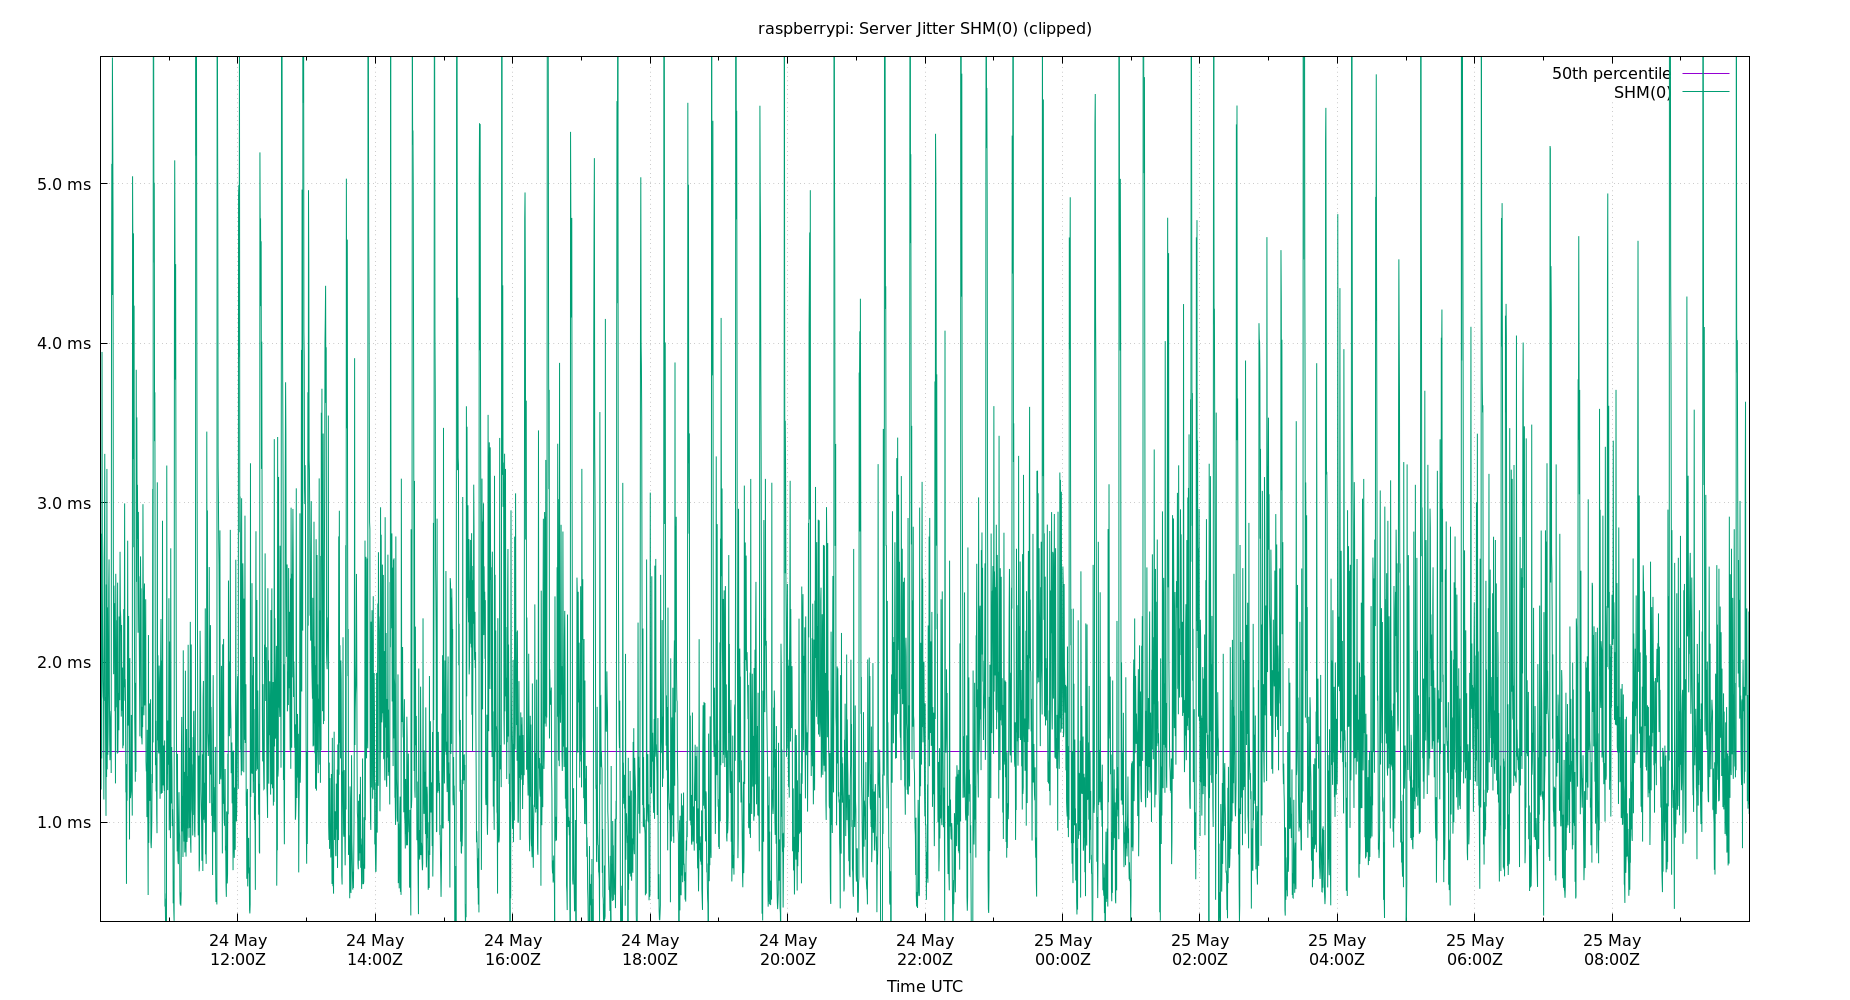 raspberrypi: Server Jitter SHM(0) (clipped)
50th percentile
SHM(0)
5.0 ms
4.0 ms
3.0 ms
2.0 ms
1.0 ms
24 May 24 May 24 May 24 May 24 May 24 May 25 May 25 May 25 May 25 May 25 May
12:00Z 14:00Z 16:00Z 18:00Z 20:00Z 22:00Z 00:00Z 02:00Z 04:00Z 06:00Z 08:00Z
Time UTC